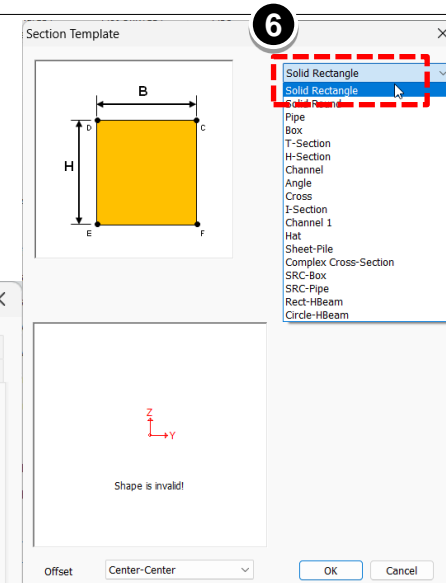 6
Section Template
Solid Rectangle
B
D
C
H
E
F
Solid Rectangle
Solid Round
Pipe
Box
T-Section
H-Section
Channel
Angle
Cross
I-Section
Channel 1
Hat
Sheet-Pile
Complex Cross-Section
SRC-Box
SRC-Pipe
Rect-HBeam
Circle-HBeam
Z
Y
Shape is invalid!
Offset
Center-Center
OK
Cancel